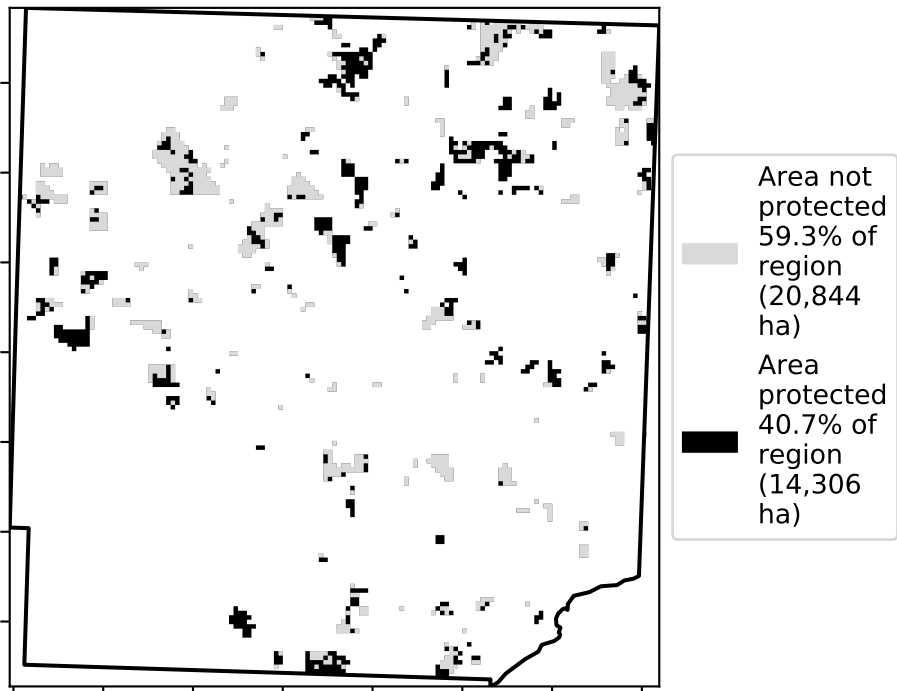 Area not
protected
59.3% of
region
(20,844
ha)
Area
protected
40.7% of
region
(14,306
ha)